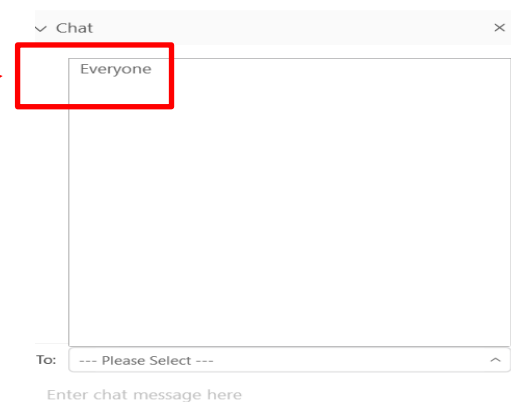 Chat
Everyone
To: --- Please Select ---
Enter chat message here